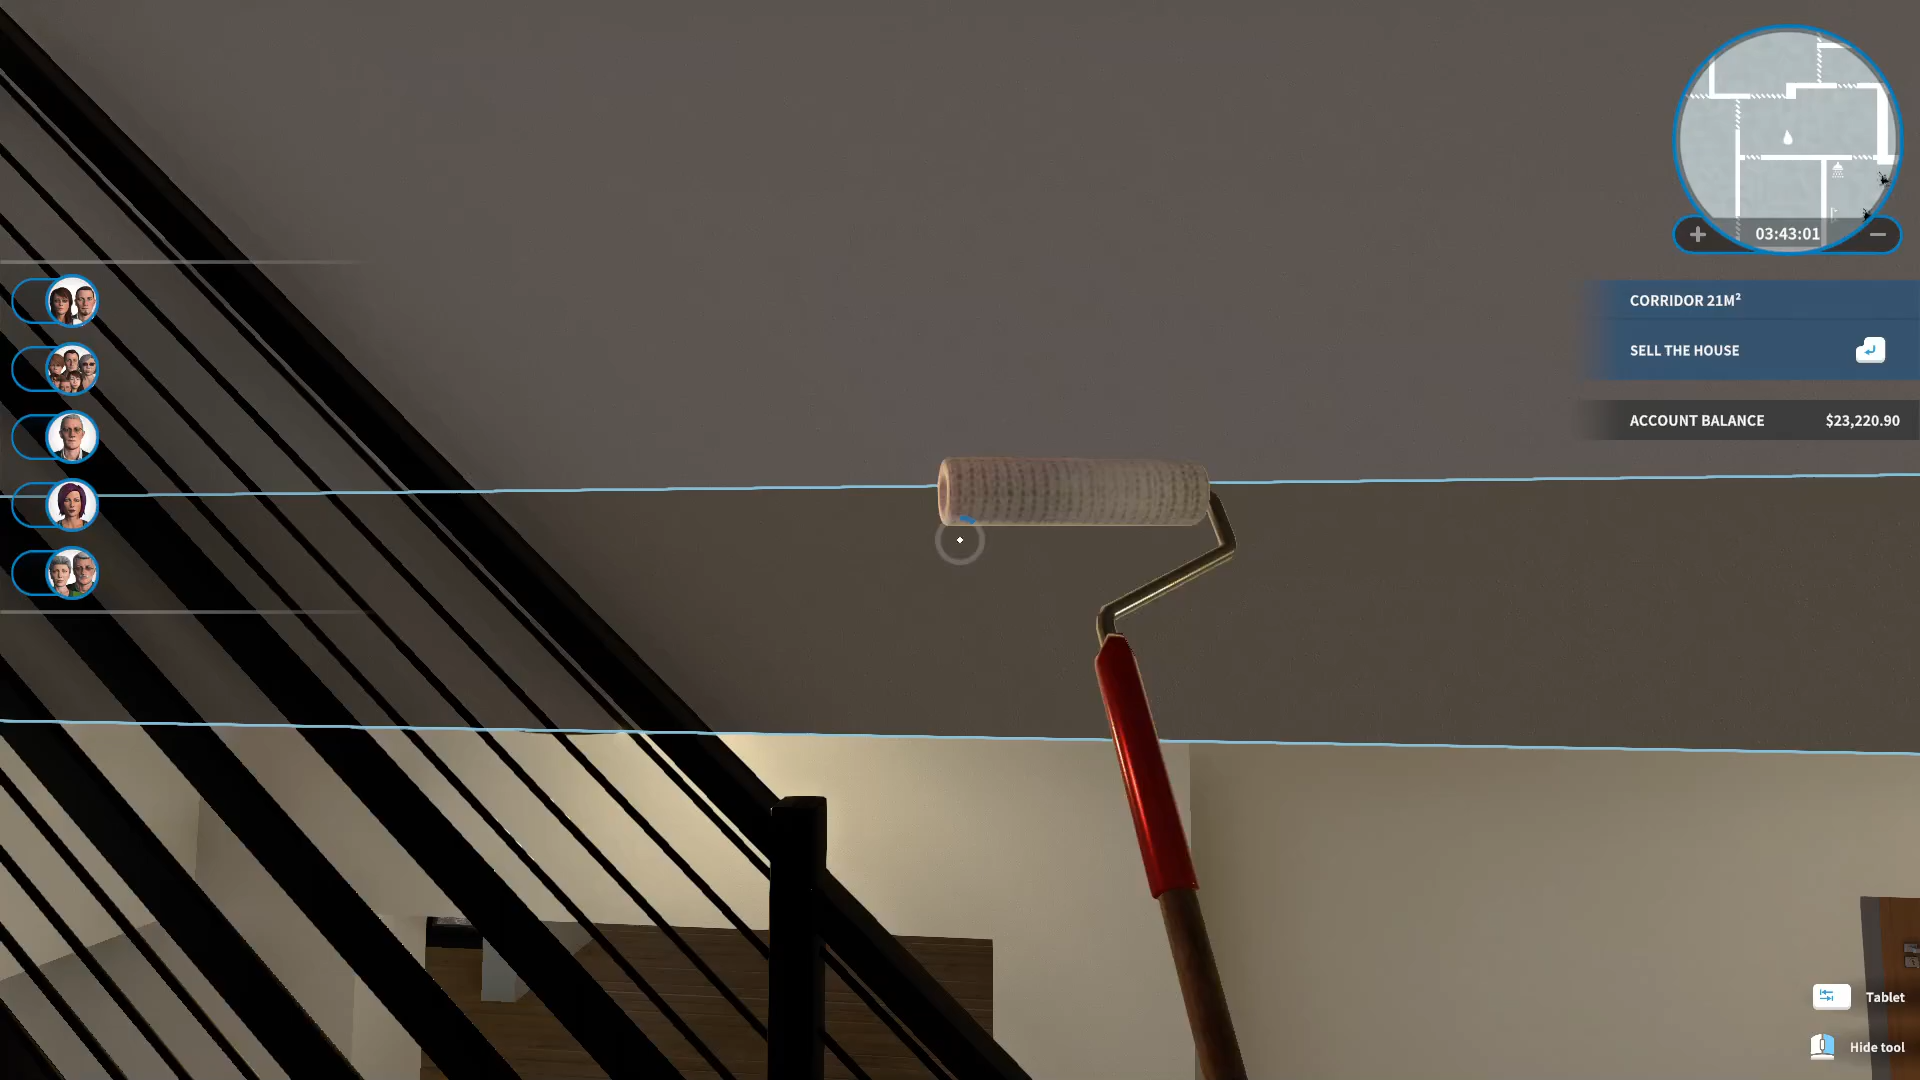 03:43:01
CORRIDOR 21M²
SELL THE HOUSE
ACCOUNT BALANCE $23,220.90
Tablet
Hide tool